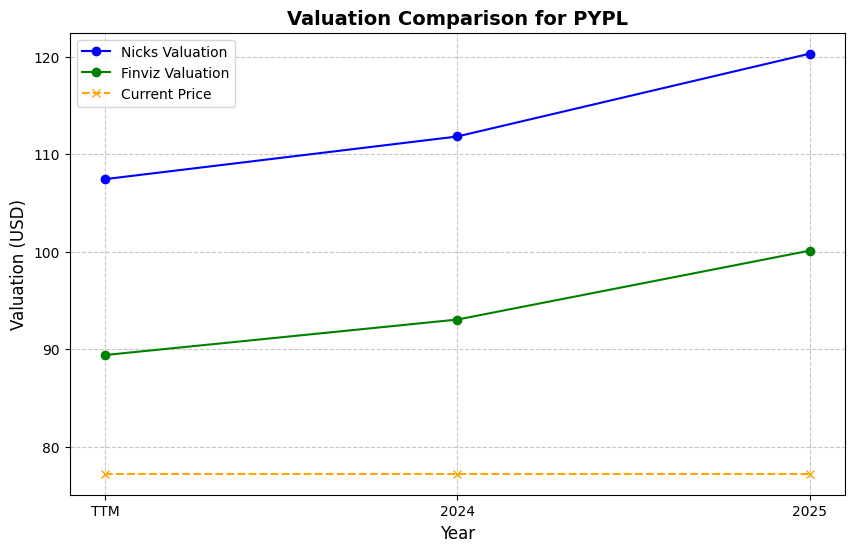 Valuation Comparison for PYPL
Nicks Valuation
Finviz Valuation
Current Price
120
110
100
90
80
Valuation (USD)
TTM
2024
2025
Year